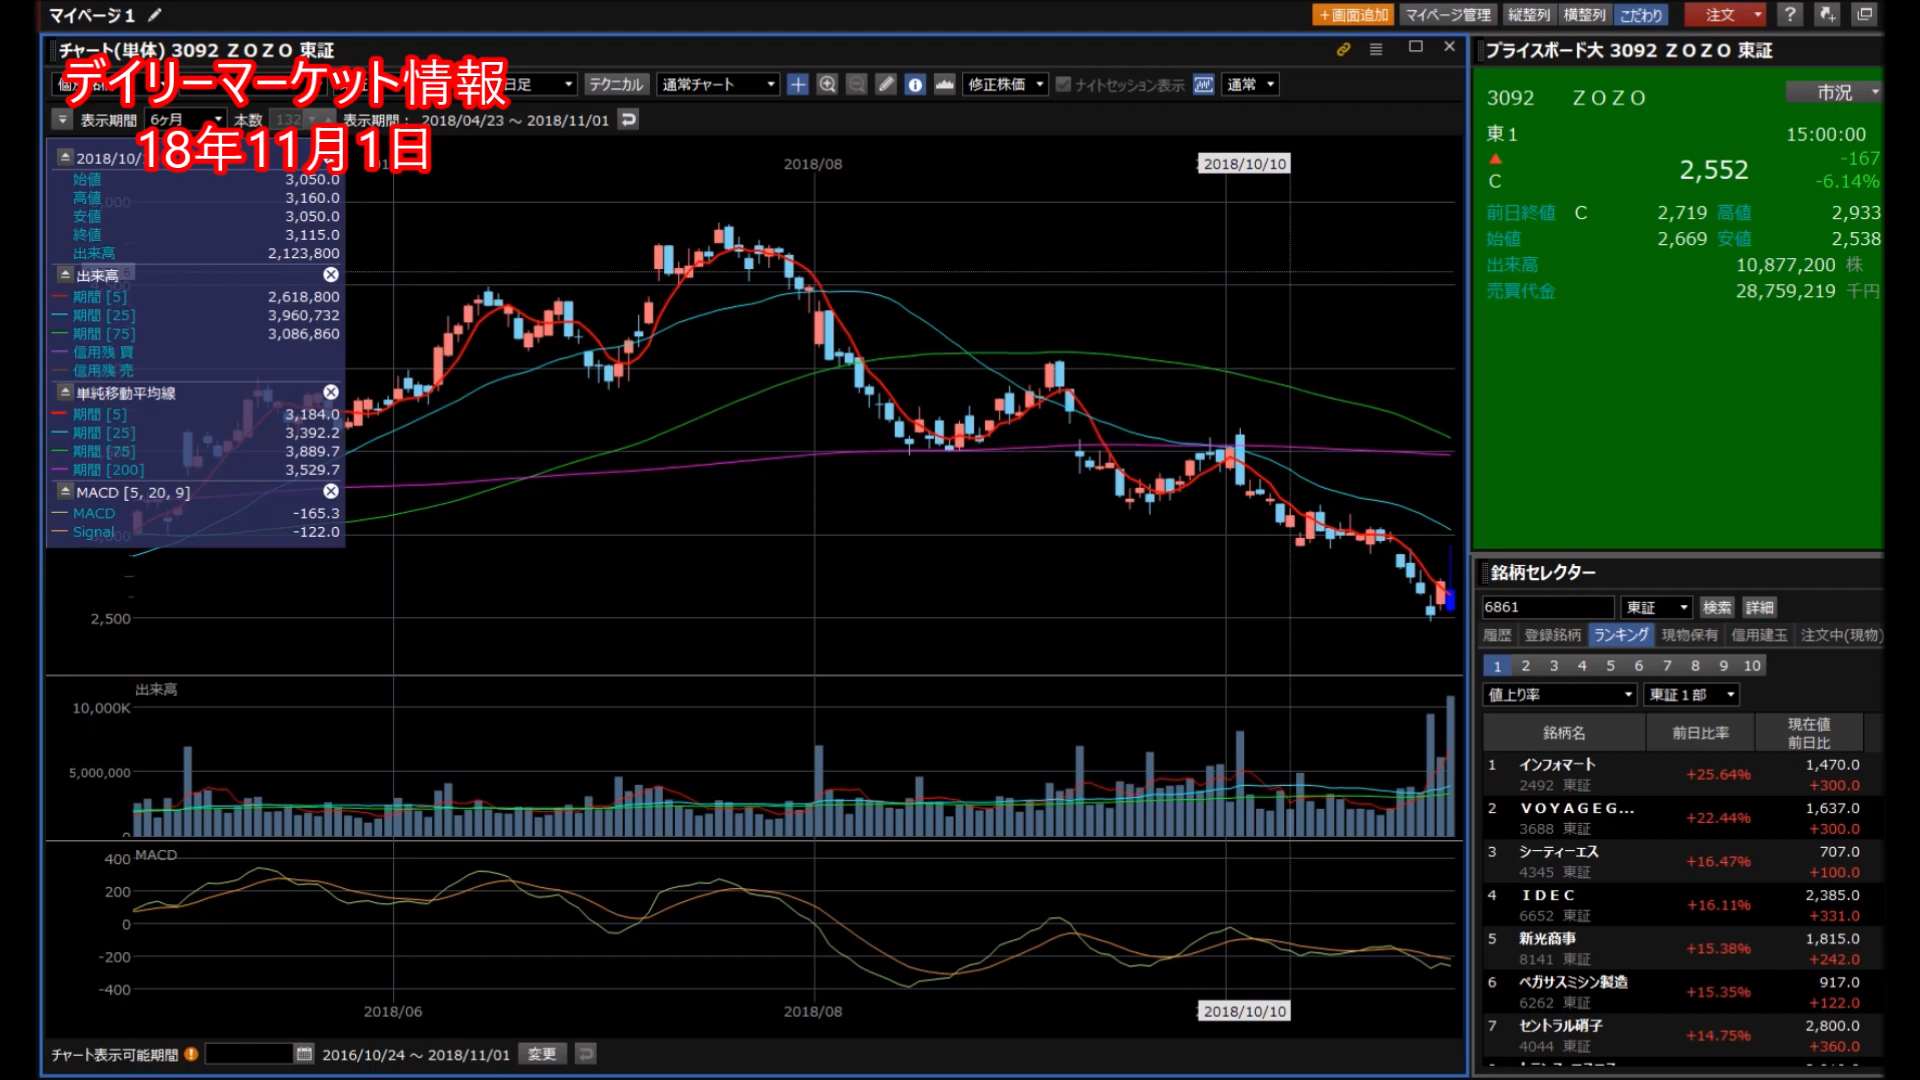 マイページ１
＋画面追加 マイページ管理 縦整列 横整列 こだわり 注文 ?
チャート(単体) 3092 ＺＯＺＯ 東証
デイリーマーケット情報
日足 テクニカル 通常チャート 修正株価 ナイトセッション表示 通常
表示期間 6ヶ月 本数 132 表示期間： 2018/04/23 ～ 2018/11/01
18年11月1日
2018/10/
始値 3,050.0
高値 3,160.0
安値 3,050.0
終値 3,115.0
出来高 2,123,800
出来高
期間 [5] 2,618,800
期間 [25] 3,960,732
期間 [75] 3,086,860
信用残 買
信用残 売
単純移動平均線
期間 [5] 3,184.0
期間 [25] 3,392.2
期間 [75] 3,889.7
期間 [200] 3,529.7
MACD [5, 20, 9]
MACD -165.3
Signal -122.0
2018/08 2018/10/10
2,500
出来高
10,000K
5,000,000
0
MACD
400
200
0
-200
-400
2018/06 2018/08 2018/10/10
チャート表示可能期間 2016/10/24 ～ 2018/11/01 変更
プライスボード大 3092 ＺＯＺＯ 東証
3092 ＺＯＺＯ 市況
東１ 15:00:00
2,552 -167
C -6.14%
前日終値 C 2,719 高値 2,933
始値 2,669 安値 2,538
出来高 10,877,200 株
売買代金 28,759,219 千円
銘柄セレクター
6861 東証 検索 詳細
履歴 登録銘柄 ランキング 現物保有 信用建玉 注文中(現物)
1 2 3 4 5 6 7 8 9 10
値上り率 東証１部
銘柄名 前日比率 現在値
前日比
1 インフォマート 1,470.0
2492 東証 +25.64% +300.0
2 ＶＯＹＡＧＥＧ... 1,637.0
3688 東証 +22.44% +300.0
3 シーティーエス 707.0
4345 東証 +16.47% +100.0
4 ＩＤＥＣ 2,385.0
6652 東証 +16.11% +331.0
5 新光商事 1,815.0
8141 東証 +15.38% +242.0
6 ペガサスミシン製造 917.0
6262 東証 +15.35% +122.0
7 セントラル硝子 2,800.0
4044 東証 +14.75% +360.0